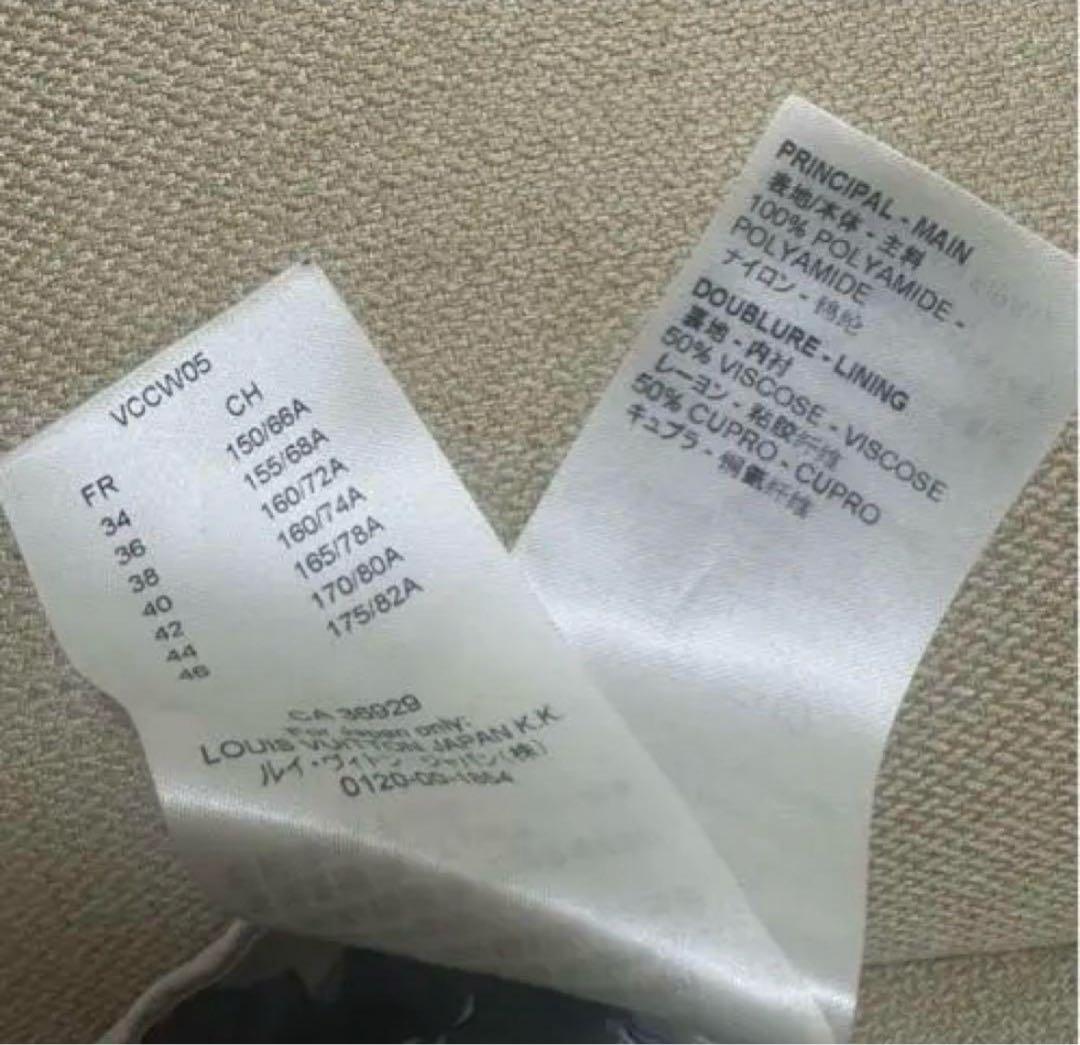 VCCW05
FR CH
34 150/66A
36 155/68A
38 160/72A
40 160/74A
42 165/78A
44 170/80A
46 175/82A
CA 36929
For Japan only:
LOUIS VUITTON JAPAN K.K.
ルイ・ヴィトン ジャパン(株)
0120-00-1854
PRINCIPAL - MAIN
表地/本体 - 主料
100% POLYAMIDE -
POLYAMIDE
ナイロン - 锦纶
DOUBLURE - LINING
裏地 - 内衬
50% VISCOSE - VISCOSE
レーヨン - 粘胶纤维
50% CUPRO - CUPRO
キュプラ - 铜氨纤维